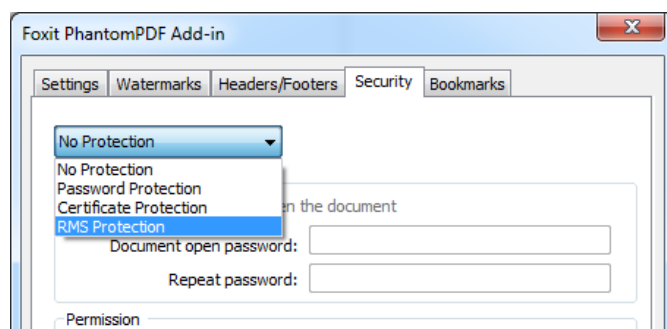 Foxit PhantomPDF Add-in
Settings Watermarks Headers/Footers Security Bookmarks
No Protection
No Protection
Password Protection
Certificate Protection
en the document
RMS Protection
Document open password:
Repeat password:
Permission